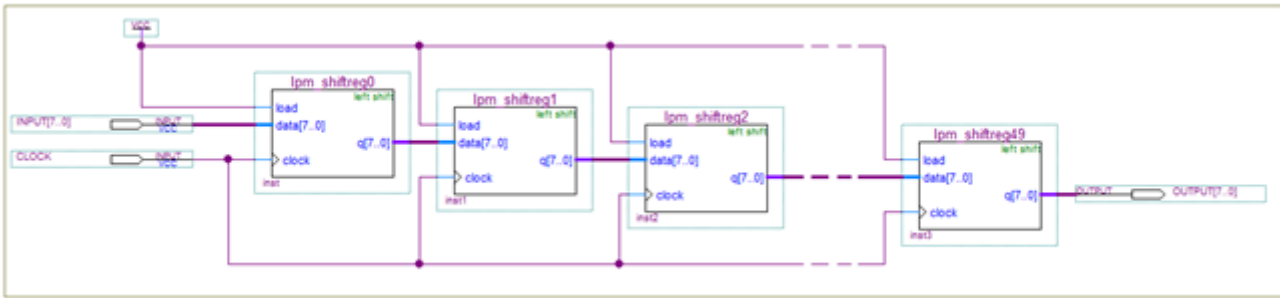 VCC
lpm_shiftreg0
left shift
load
data[7..0]
q[7..0]
clock
inst
INPUT[7..0]
INPUT
VCC
CLOCK
INPUT
VCC
lpm_shiftreg1
left shift
load
data[7..0]
q[7..0]
clock
inst1
lpm_shiftreg2
left shift
load
data[7..0]
q[7..0]
clock
inst2
lpm_shiftreg49
left shift
load
data[7..0]
q[7..0]
clock
inst3
OUTPUT
OUTPUT[7..0]